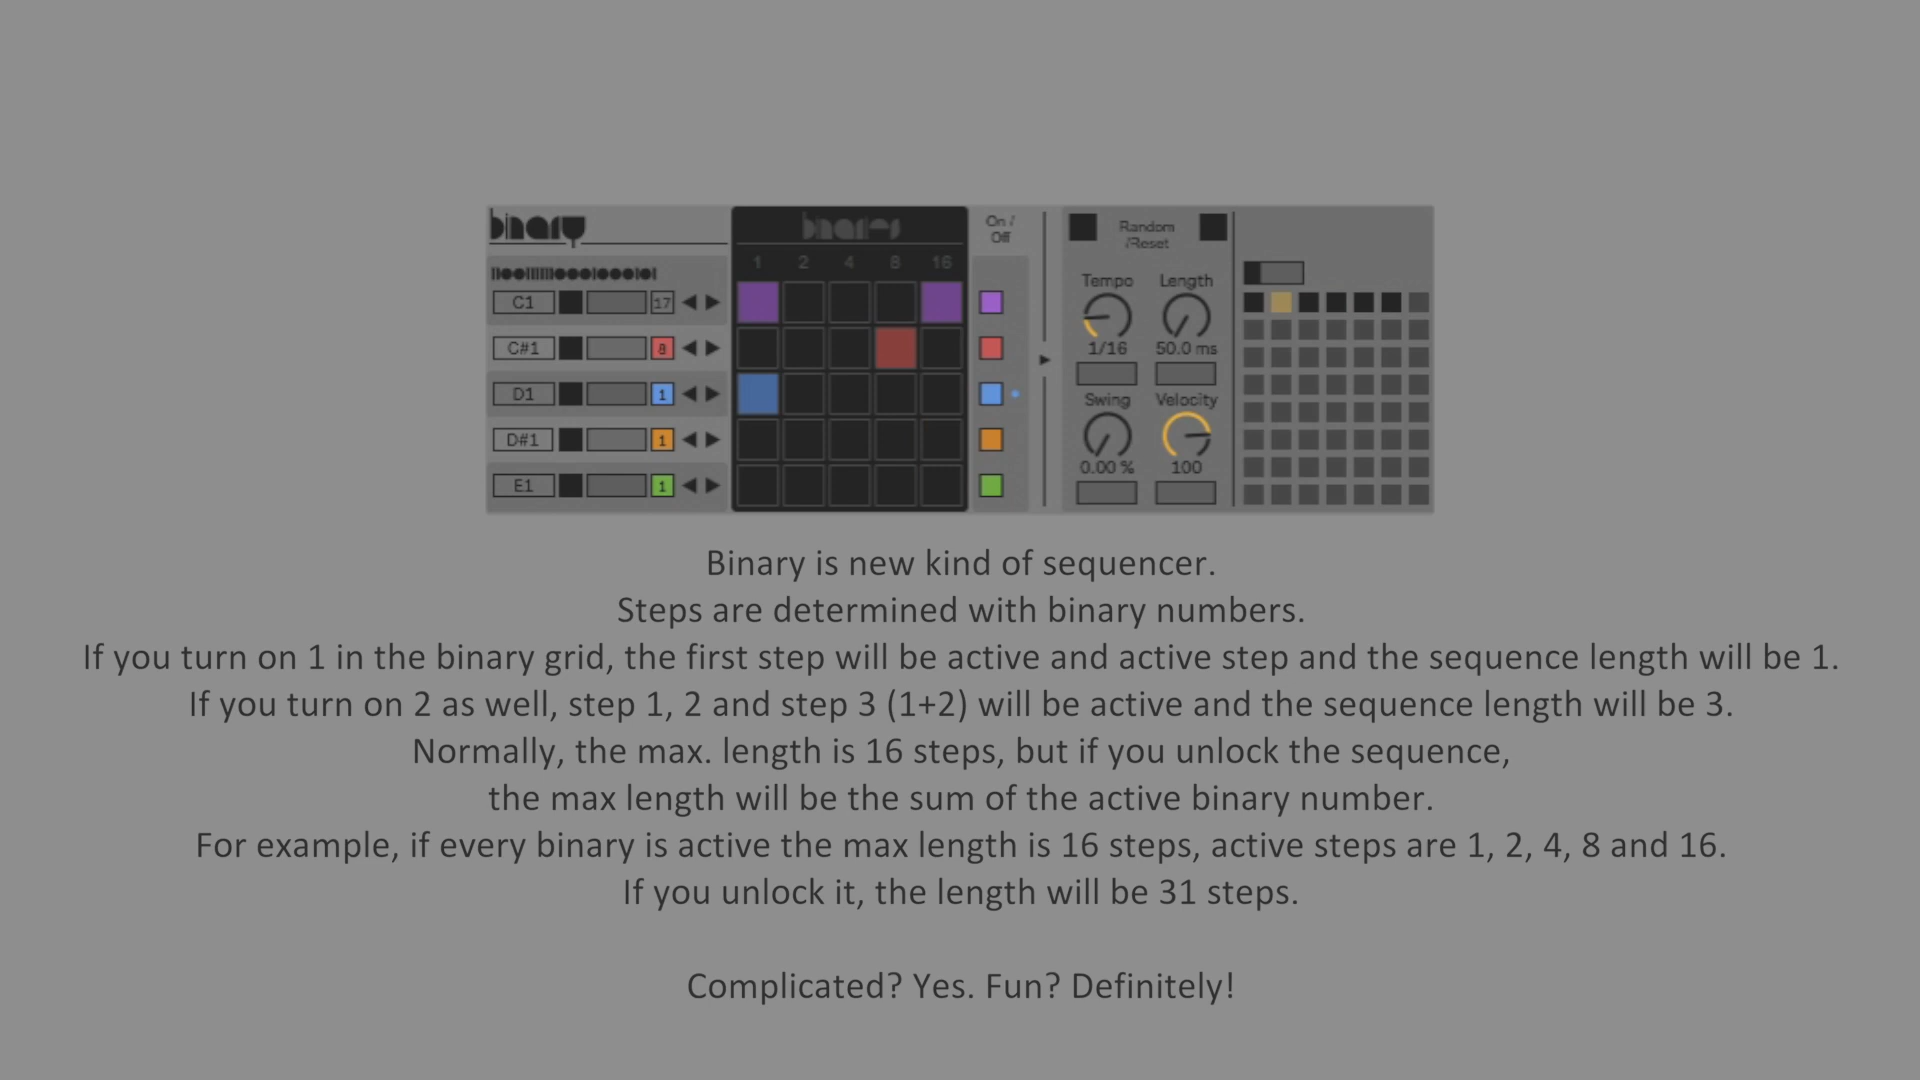 binary
binaries
On /
Off
Random
/Reset
1 2 4 8 16
Tempo Length
C1 17
1/16 50.0 ms
C#1 8
D1 1
Swing Velocity
D#1 1
0.00 % 100
E1 1
Binary is new kind of sequencer.
Steps are determined with binary numbers.
If you turn on 1 in the binary grid, the first step will be active and active step and the sequence length will be 1.
If you turn on 2 as well, step 1, 2 and step 3 (1+2) will be active and the sequence length will be 3.
Normally, the max. length is 16 steps, but if you unlock the sequence,
the max length will be the sum of the active binary number.
For example, if every binary is active the max length is 16 steps, active steps are 1, 2, 4, 8 and 16.
If you unlock it, the length will be 31 steps.
Complicated? Yes. Fun? Definitely!